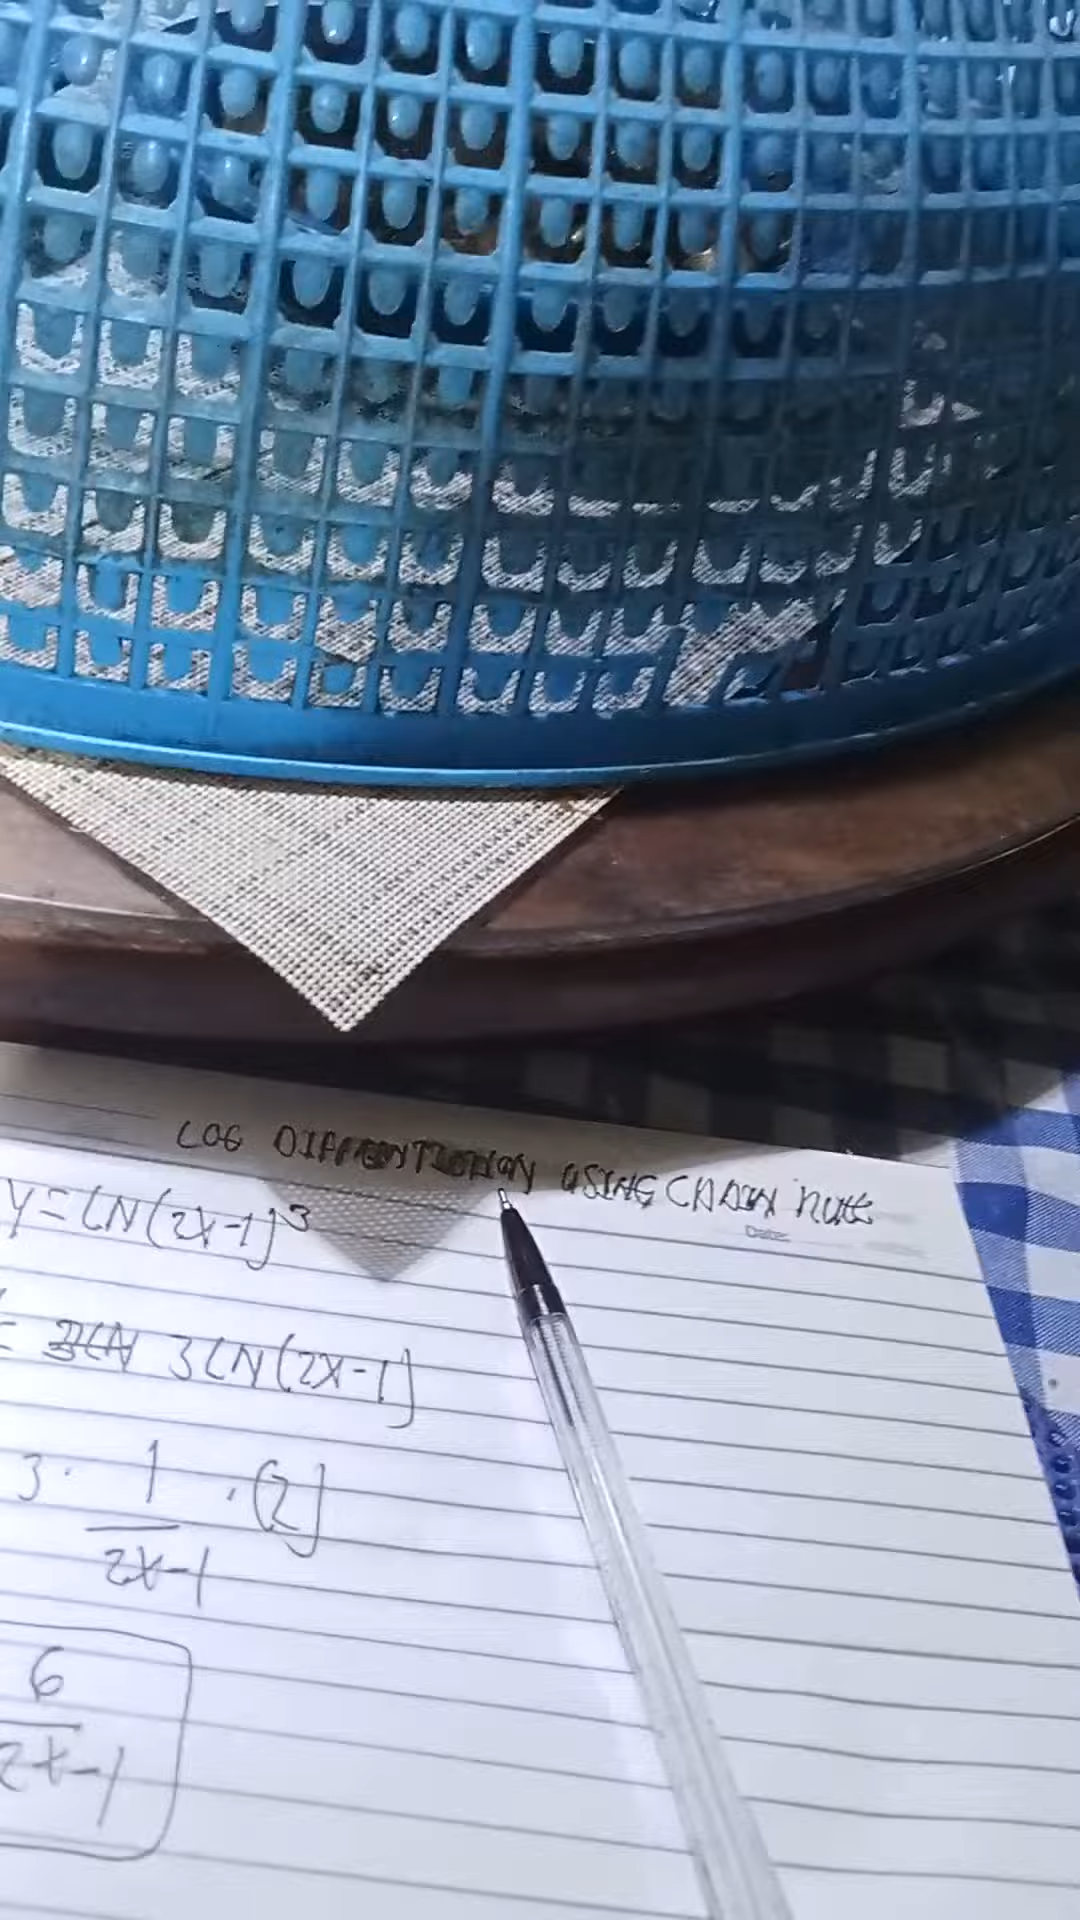 LOG DIFFERNTIATION USING CHAIN RULE
Date:
Y = LN(2X-1)³
= 3LN(2X-1)
3 · 1 · (2)
2X-1
6
2X-1